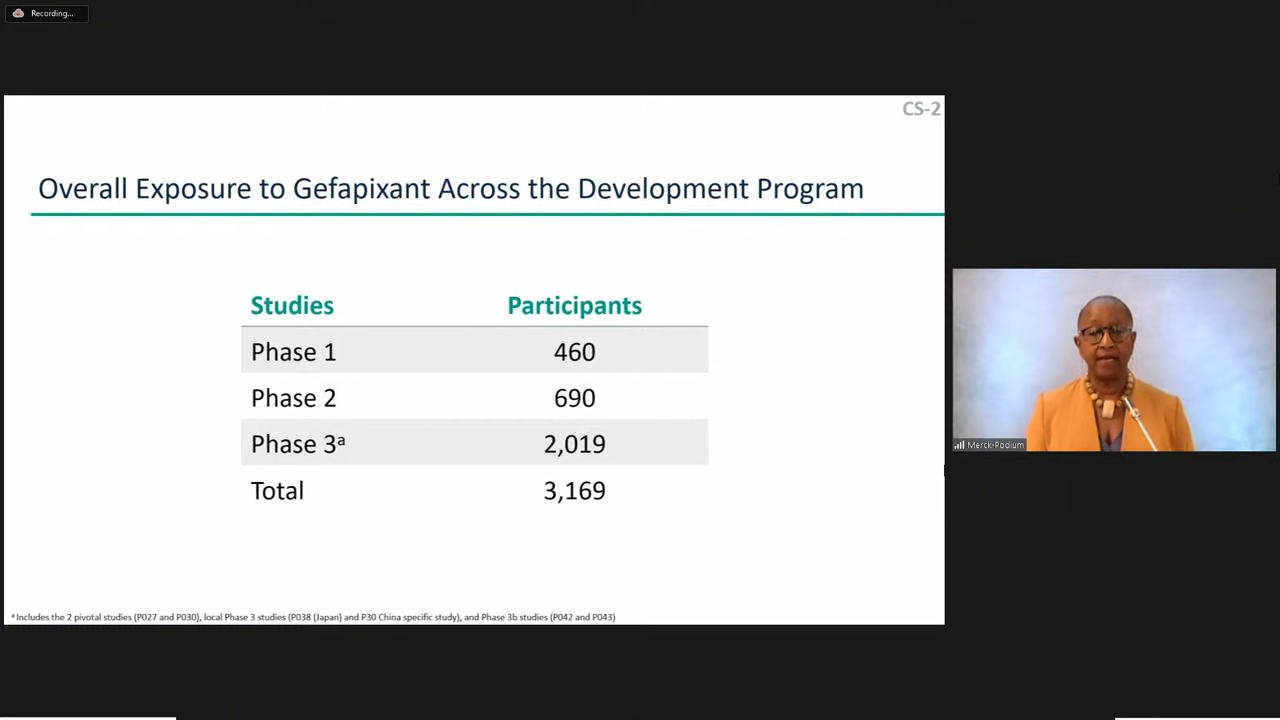 Recording...
CS-2
Overall Exposure to Gefapixant Across the Development Program
Studies Participants
Phase 1 460
Phase 2 690
Phase 3ᵃ 2,019
Total 3,169
ᵃ Includes the 2 pivotal studies (P027 and P030), local Phase 3 studies (P038 (Japan) and P30 China specific study), and Phase 3b studies (P042 and P043)
Merck-Podium